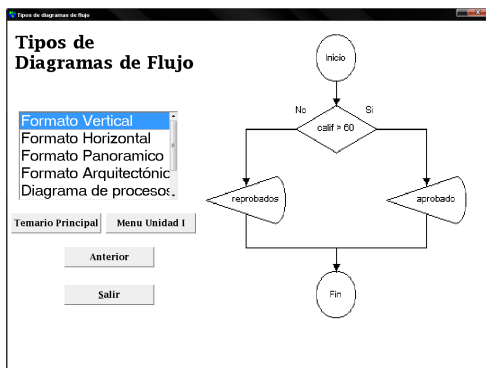 Tipos de diagramas de flujo
Tipos de
Diagramas de Flujo
Formato Vertical
Formato Horizontal
Formato Panoramico
Formato Arquitectónic
Diagrama de procesos
Temario Principal
Menu Unidad I
Anterior
Salir
Inicio
No
Si
calif > 60
reprobados
aprobado
Fin